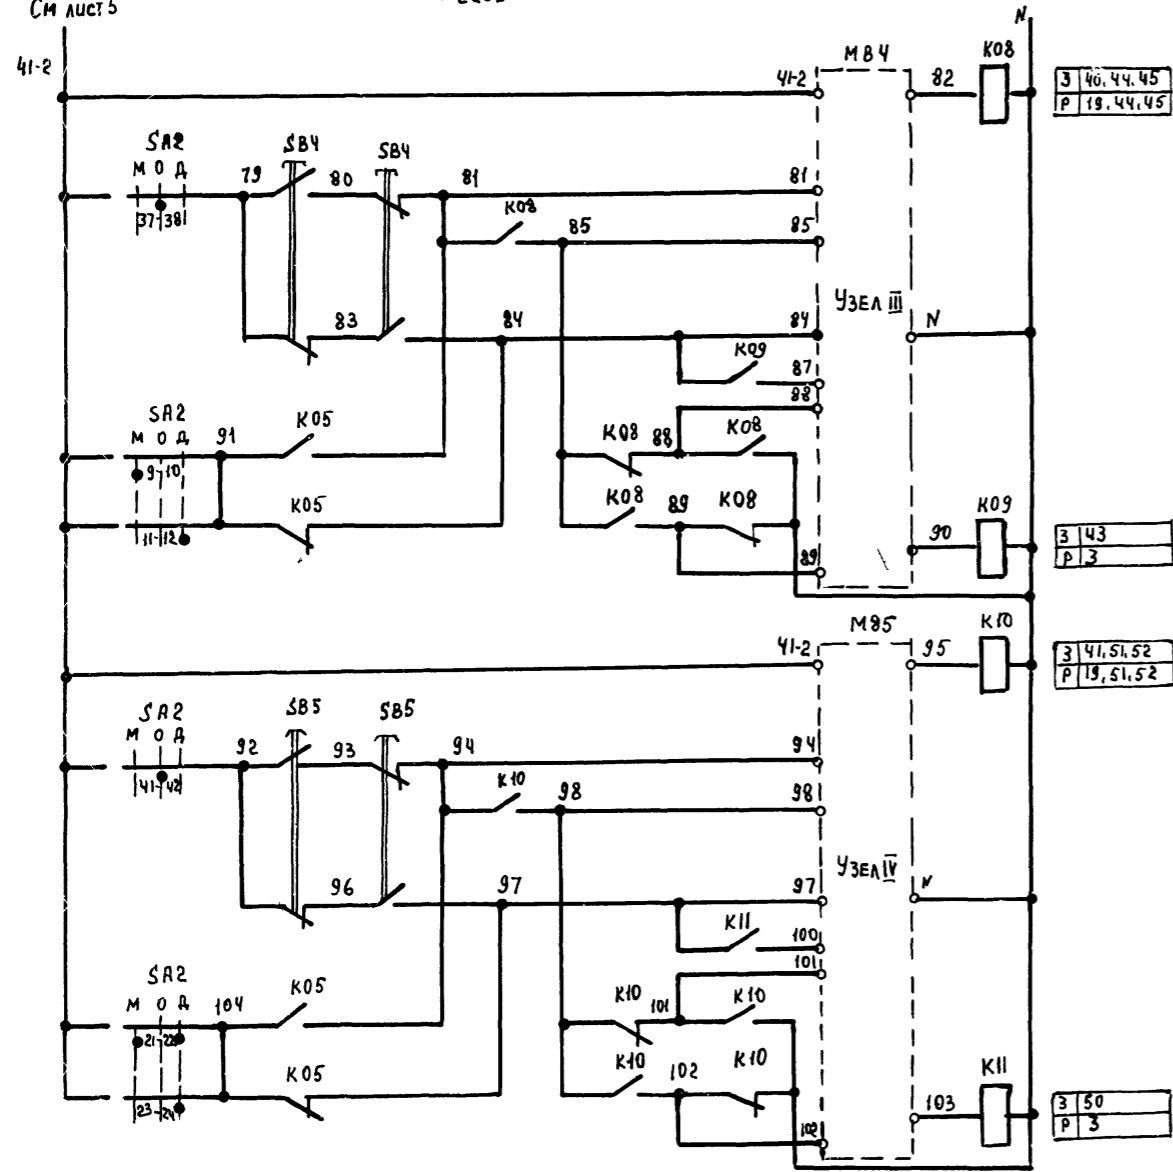 См лист 5
N
41-2
41-2 МВ4 82 К08
З 40.44.45
Р 19.44.45
SA2
М О Д
37-38
79 SB4 80 SB4 81
81
К08 85
85
Узел III
N
83 84
84
К09 87
88
SA2
М О Д
9-10
91 К05
К08 88 К08
11-12
К05
К08 89 К08
89
90 К09
З 43
Р 3
41-2 М85 95 К10
З 41.51.52
Р 19,51.52
SA2
М О Д
41-42
92 SB5 93 SB5 94
94
К10 98
98
Узел IV
N
96 97
97
К11 100
101
SA2
М О Д
21-22
104 К05
К10 101 К10
23-24
К05
К10 102 К10
102
103 К11
З 50
Р 3